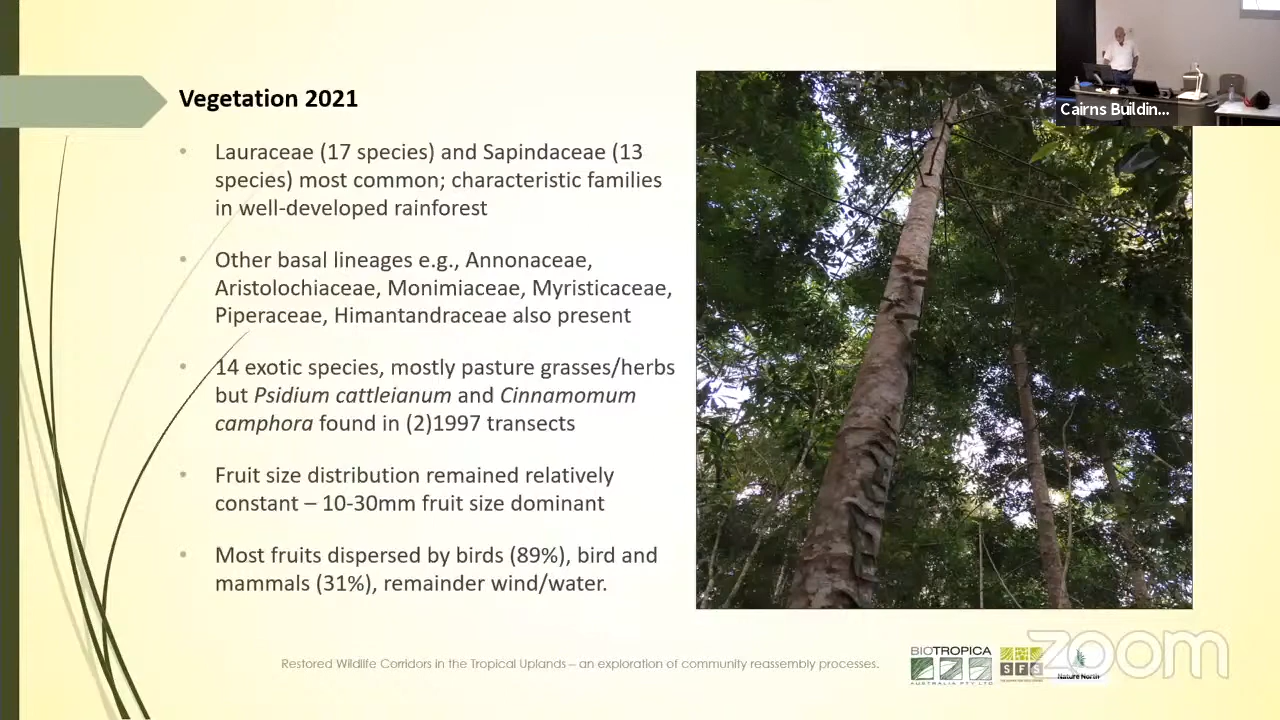 Vegetation 2021
Lauraceae (17 species) and Sapindaceae (13
species) most common; characteristic families
in well-developed rainforest
Other basal lineages e.g., Annonaceae,
Aristolochiaceae, Monimiaceae, Myristicaceae,
Piperaceae, Himantandraceae also present
14 exotic species, mostly pasture grasses/herbs
but Psidium cattleianum and Cinnamomum
camphora found in (2)1997 transects
Fruit size distribution remained relatively
constant – 10-30mm fruit size dominant
Most fruits dispersed by birds (89%), bird and
mammals (31%), remainder wind/water.
Cairns Buildin...
Restored Wildlife Corridors in the Tropical Uplands – an exploration of community reassembly processes.
BIOTROPICA
AUSTRALIA PTY LTD
SFS
Nature North
zoom